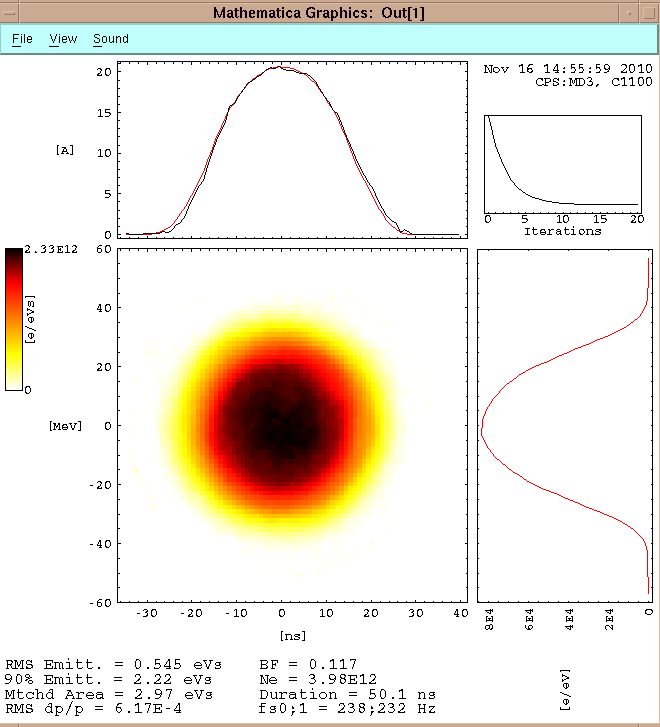 Mathematica Graphics: Out[1]
File View Sound
Nov 16 14:55:59 2010
CPS:MD3, C1100
20
15
[A]
10
5
0
0 5 10 15 20
Iterations
2.33E12
[e/eVs]
0
60
40
20
[MeV]
0
-20
-40
-60
-30 -20 -10 0 10 20 30 40
[ns]
8E4 6E4 4E4 2E4 0
[e/eV]
RMS Emitt. = 0.545 eVs BF = 0.117
90% Emitt. = 2.22 eVs Ne = 3.98E12
Mtchd Area = 2.97 eVs Duration = 50.1 ns
RMS dp/p = 6.17E-4 fs0;1 = 238;232 Hz